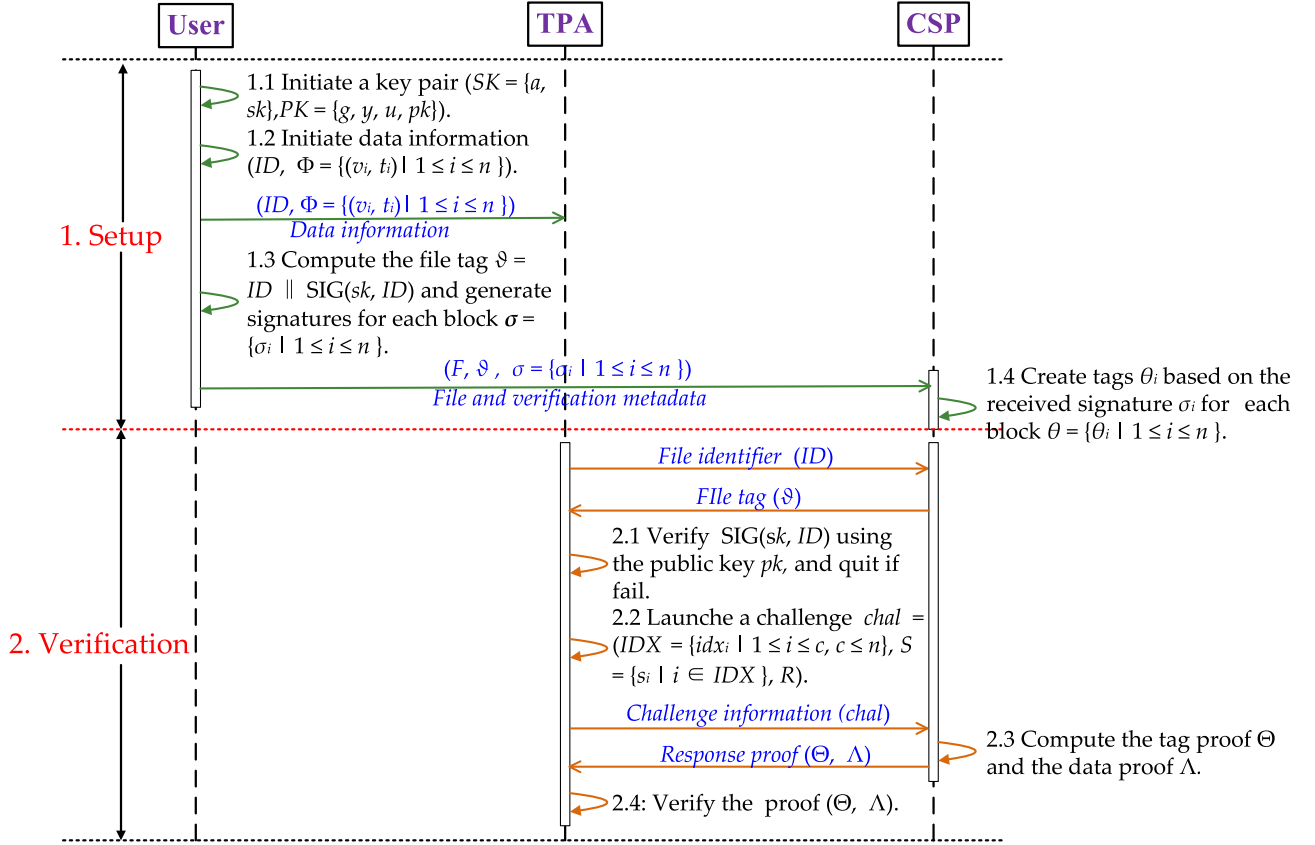 User
TPA
CSP
1.1 Initiate a key pair (SK = {a,
sk},PK = {g, y, u, pk}).
1.2 Initiate data information
(ID, Φ = {(vᵢ, tᵢ)| 1 ≤ i ≤ n }).
(ID, Φ = {(vᵢ, tᵢ)| 1 ≤ i ≤ n })
Data information
1. Setup
1.3 Compute the file tag ϑ =
ID ∥ SIG(sk, ID) and generate
signatures for each block σ =
{σᵢ | 1 ≤ i ≤ n }.
(F, ϑ , σ = {σᵢ | 1 ≤ i ≤ n })
File and verification metadata
1.4 Create tags θᵢ based on the
received signature σᵢ for each
block θ = {θᵢ | 1 ≤ i ≤ n }.
File identifier (ID)
FIle tag (ϑ)
2.1 Verify SIG(sk, ID) using
the public key pk, and quit if
fail.
2.2 Launche a challenge chal =
(IDX = {idxᵢ | 1 ≤ i ≤ c, c ≤ n}, S
= {sᵢ | i ∈ IDX }, R).
2. Verification
Challenge information (chal)
Response proof (Θ, Λ)
2.3 Compute the tag proof Θ
and the data proof Λ.
2.4: Verify the proof (Θ, Λ).